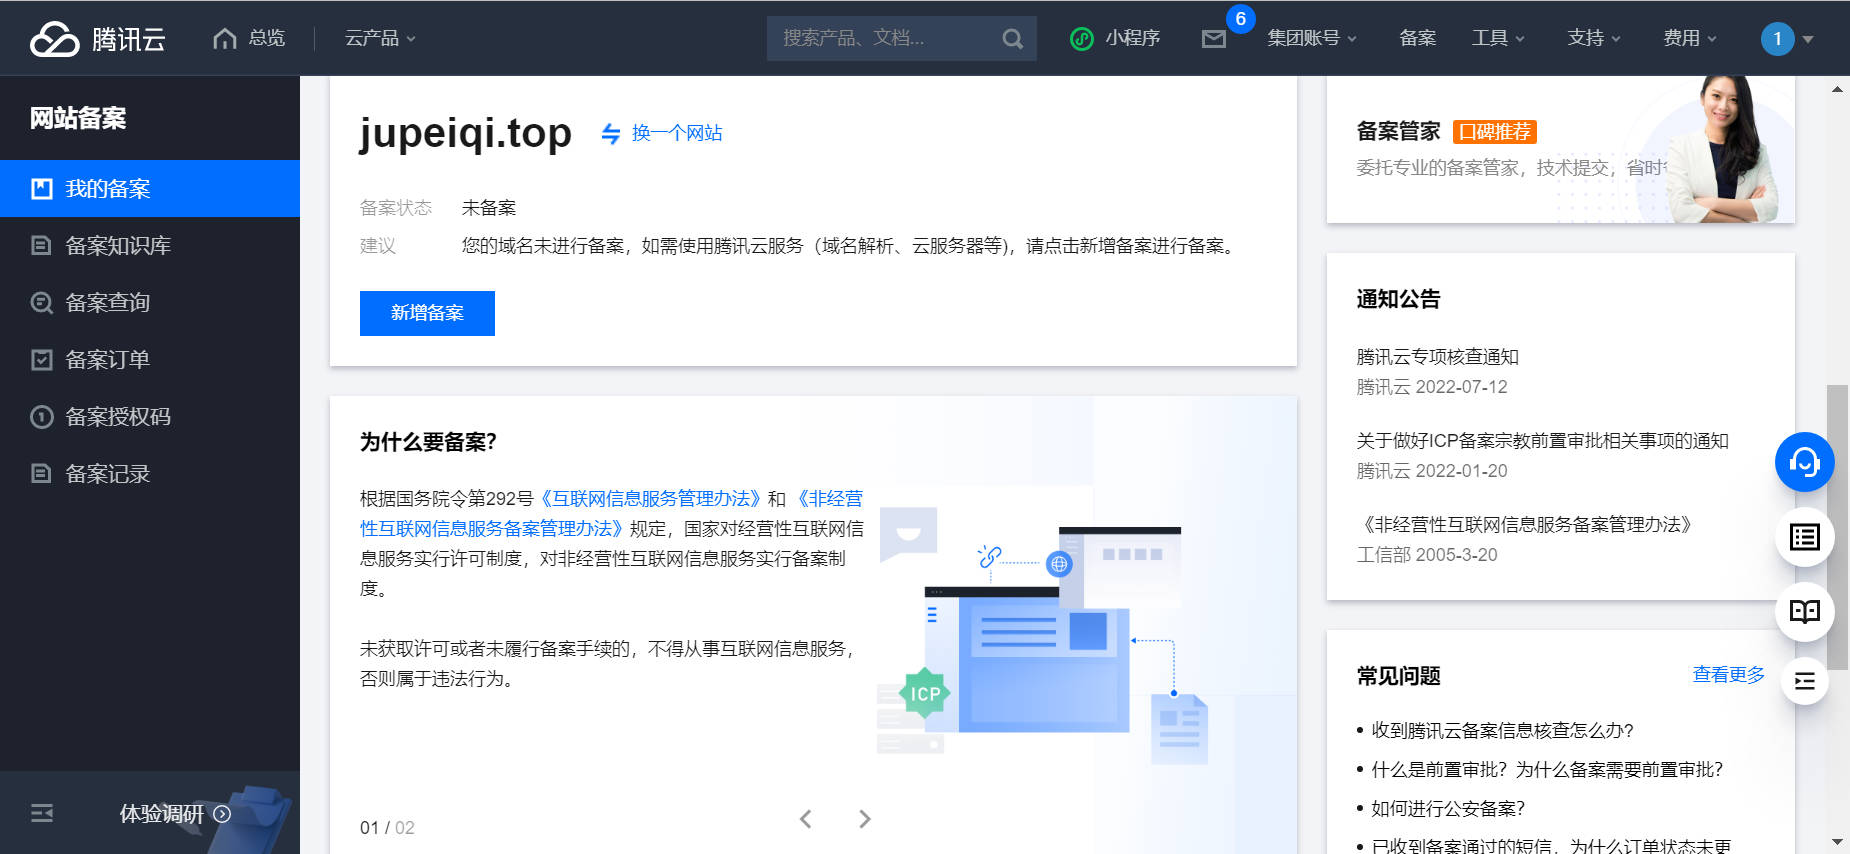 腾讯云
总览
云产品
搜索产品、文档...
小程序
6
集团账号
备案
工具
支持
费用
1
网站备案
我的备案
备案知识库
备案查询
备案订单
备案授权码
备案记录
体验调研
jupeiqi.top
换一个网站
备案状态 未备案
建议 您的域名未进行备案，如需使用腾讯云服务（域名解析、云服务器等)，请点击新增备案进行备案。
新增备案
为什么要备案?
根据国务院令第292号《互联网信息服务管理办法》和 《非经营
性互联网信息服务备案管理办法》规定，国家对经营性互联网信
息服务实行许可制度，对非经营性互联网信息服务实行备案制
度。
未获取许可或者未履行备案手续的，不得从事互联网信息服务，
否则属于违法行为。
ICP
01 / 02
备案管家 口碑推荐
委托专业的备案管家，技术提交，省时
通知公告
腾讯云专项核查通知
腾讯云 2022-07-12
关于做好ICP备案宗教前置审批相关事项的通知
腾讯云 2022-01-20
《非经营性互联网信息服务备案管理办法》
工信部 2005-3-20
常见问题
查看更多
• 收到腾讯云备案信息核查怎么办?
• 什么是前置审批？为什么备案需要前置审批?
• 如何进行公安备案?
• 已收到备案通过的短信，为什么订单状态未更